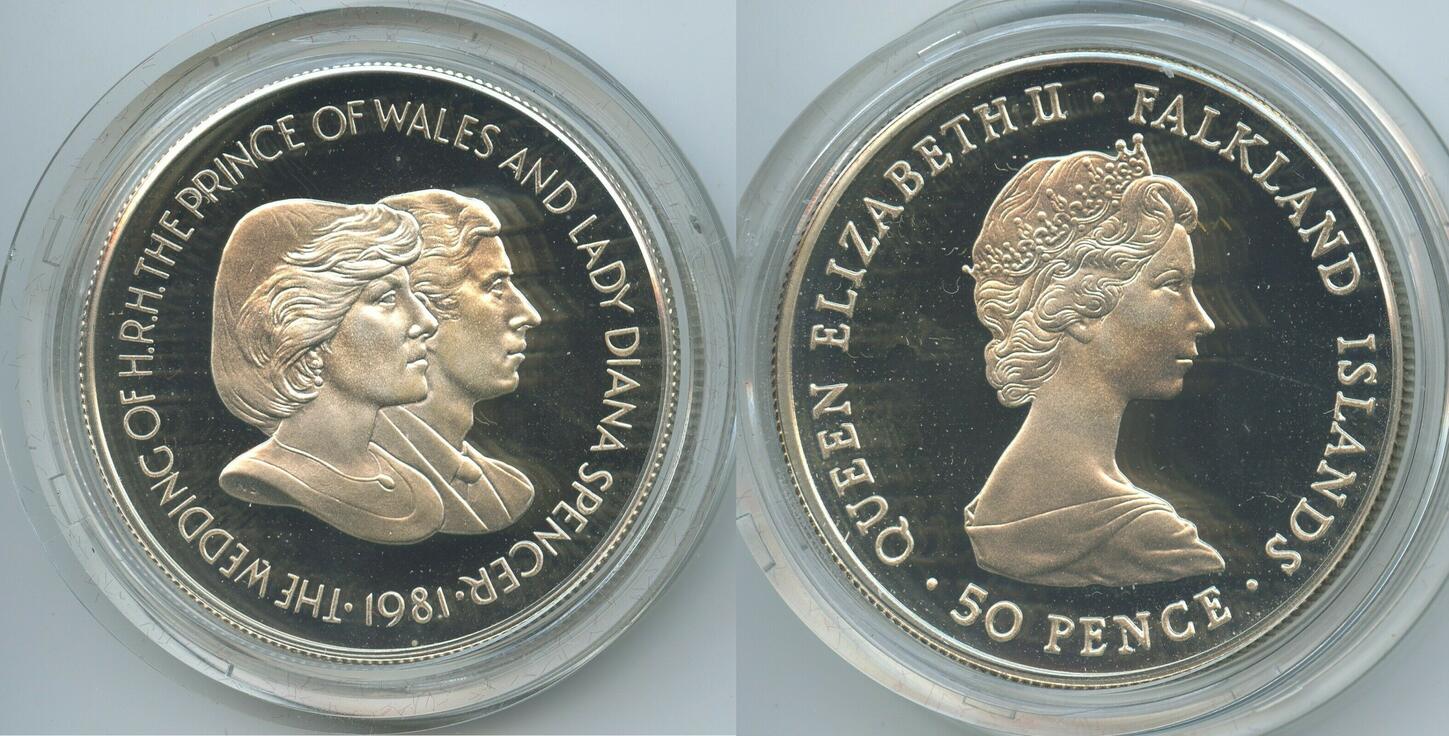 THE WEDDING OF H.R.H. THE PRINCE OF WALES AND LADY DIANA SPENCER · 1981 ·
QUEEN ELIZABETH II · FALKLAND ISLANDS ·
50 PENCE ·